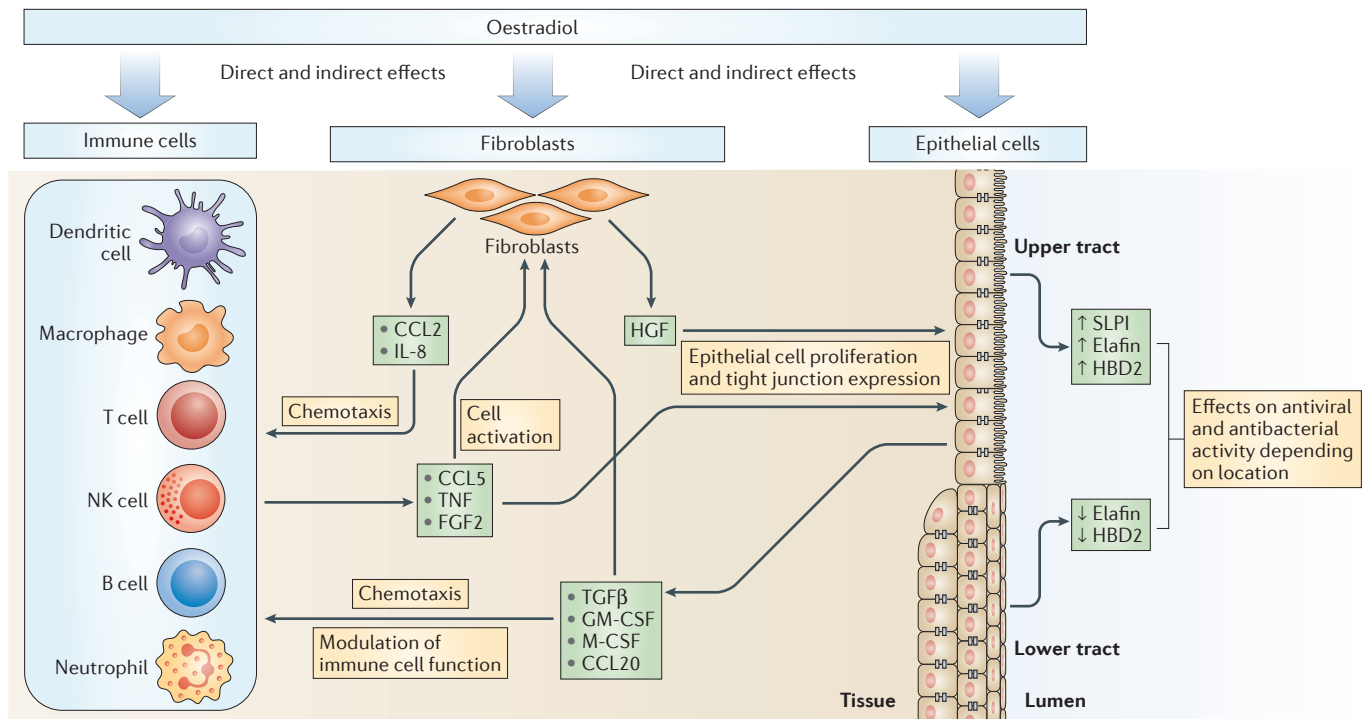 Oestradiol
Direct and indirect effects
Direct and indirect effects
Immune cells
Fibroblasts
Epithelial cells
Dendritic
cell
Macrophage
T cell
NK cell
B cell
Neutrophil
Fibroblasts
• CCL2
• IL-8
HGF
Chemotaxis
Cell
activation
Epithelial cell proliferation
and tight junction expression
• CCL5
• TNF
• FGF2
Chemotaxis
Modulation of
immune cell function
• TGFβ
• GM-CSF
• M-CSF
• CCL20
Upper tract
↑ SLPI
↑ Elafin
↑ HBD2
Effects on antiviral
and antibacterial
activity depending
on location
↓ Elafin
↓ HBD2
Lower tract
Tissue
Lumen